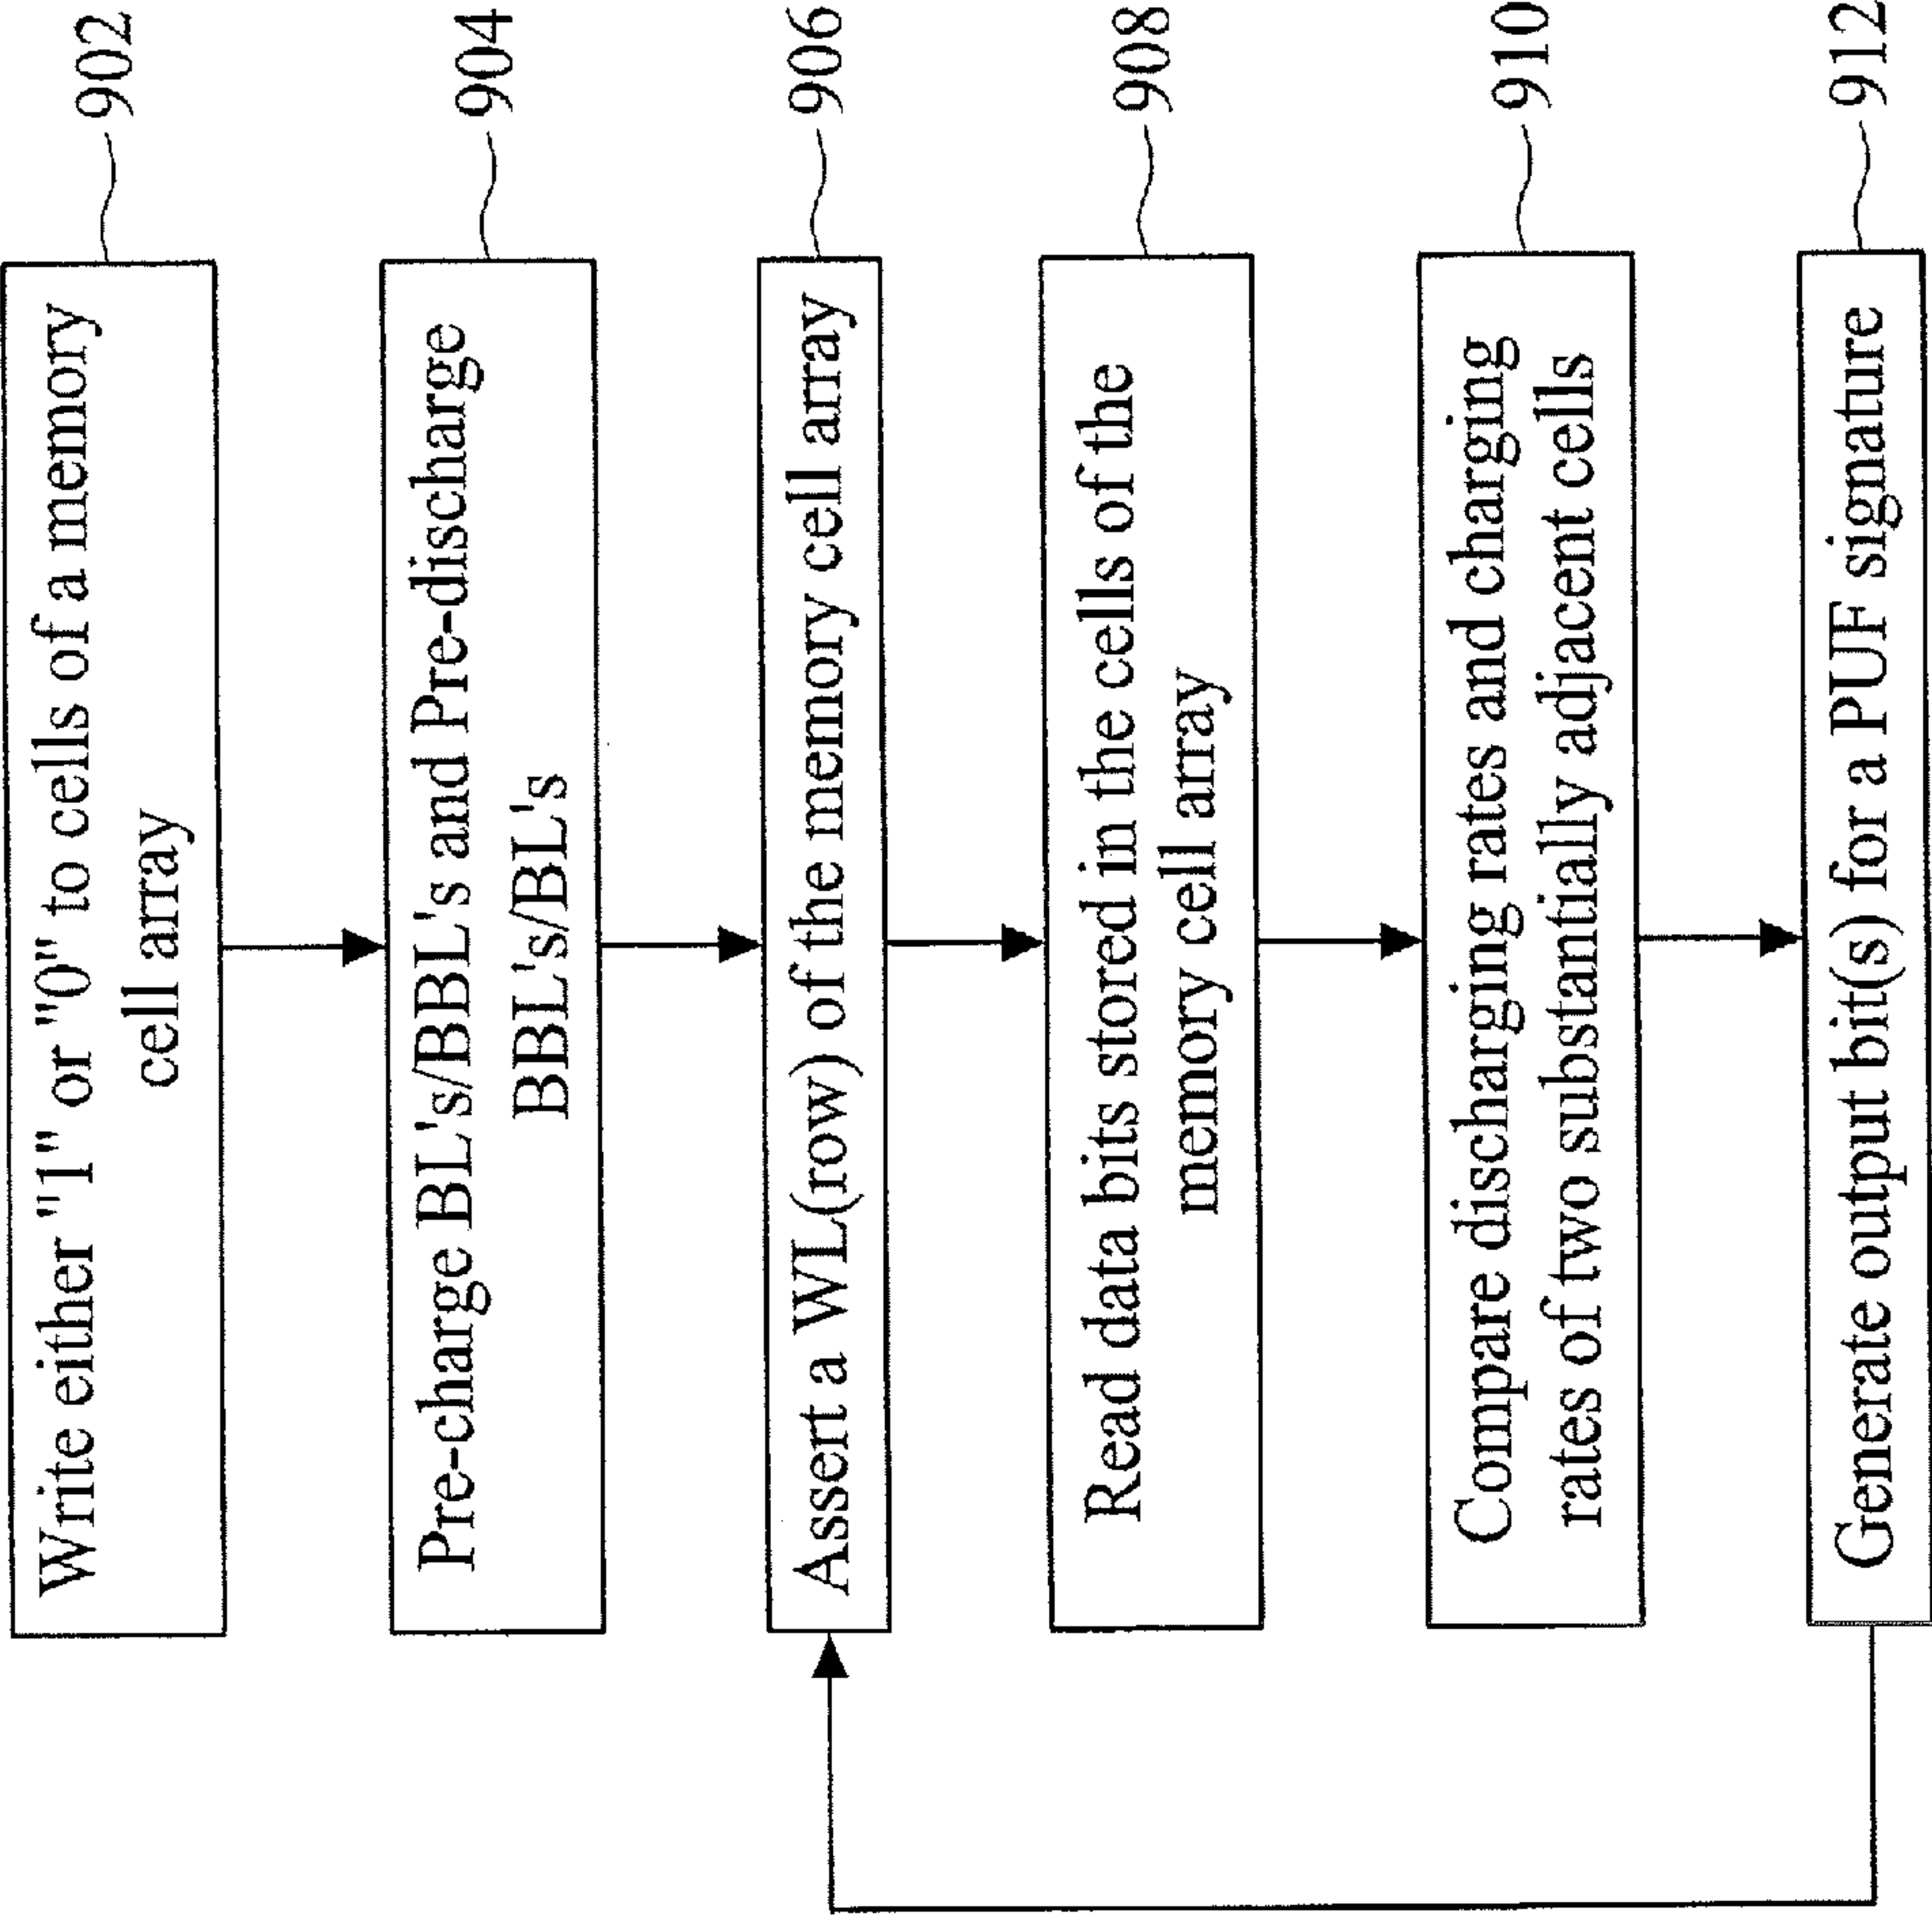 Write either "1" or "0" to cells of a memory
cell array
902
Pre-charge BL's/BBL's and Pre-discharge
BBL's/BL's
904
Assert a WL(row) of the memory cell array
906
Read data bits stored in the cells of the
memory cell array
908
Compare discharging rates and charging
rates of two substantially adjacent cells
910
Generate output bit(s) for a PUF signature
912